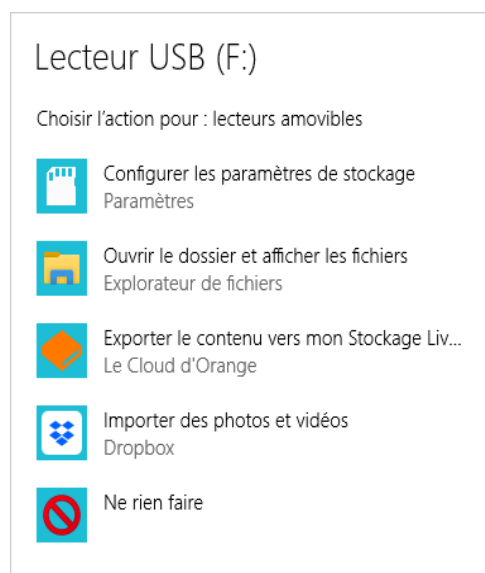 Lecteur USB (F:)
Choisir l’action pour : lecteurs amovibles
Configurer les paramètres de stockage
Paramètres
Ouvrir le dossier et afficher les fichiers
Explorateur de fichiers
Exporter le contenu vers mon Stockage Liv...
Le Cloud d'Orange
Importer des photos et vidéos
Dropbox
Ne rien faire